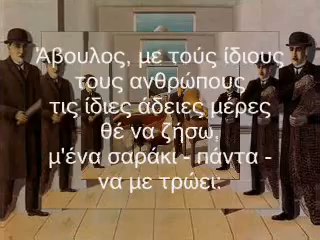 Άβουλος, με τούς ίδιους
τους ανθρώπους
τις ίδιες άδειες μέρες
θέ να ζήσω,
μ'ένα σαράκι - πάντα -
να με τρώει: